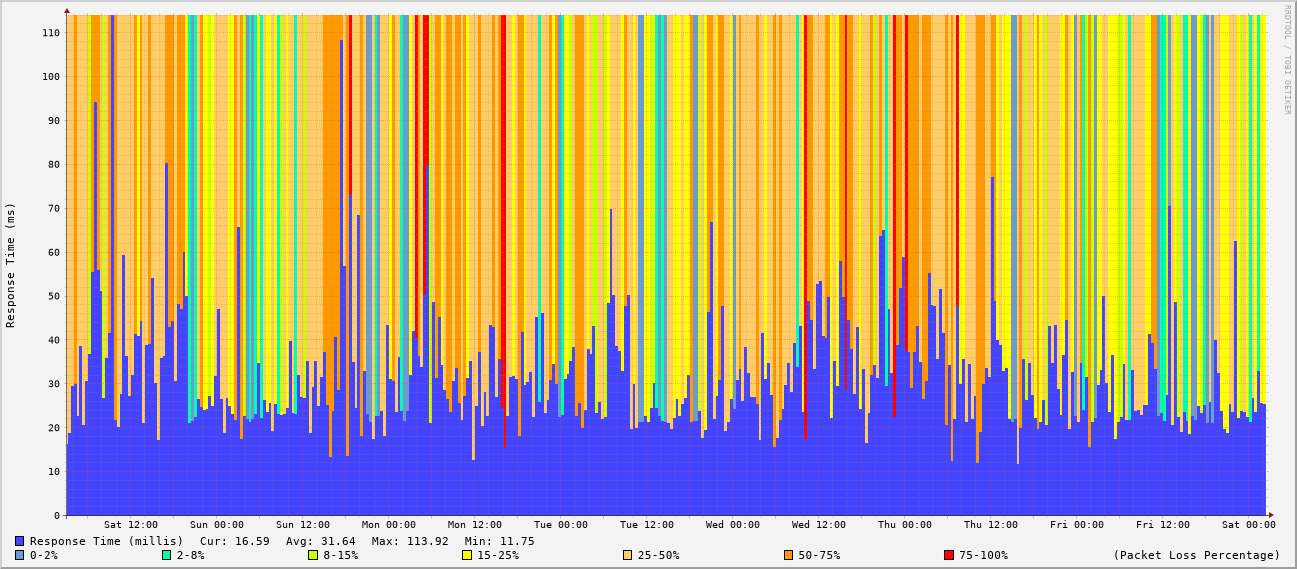 RRDTOOL / TOBI OETIKER
Response Time (ms)
110
100
90
80
70
60
50
40
30
20
10
0
Sat 12:00 Sun 00:00 Sun 12:00 Mon 00:00 Mon 12:00 Tue 00:00 Tue 12:00 Wed 00:00 Wed 12:00 Thu 00:00 Thu 12:00 Fri 00:00 Fri 12:00 Sat 00:00
Response Time (millis) Cur: 16.59 Avg: 31.64 Max: 113.92 Min: 11.75
0-2% 2-8% 8-15% 15-25% 25-50% 50-75% 75-100% (Packet Loss Percentage)